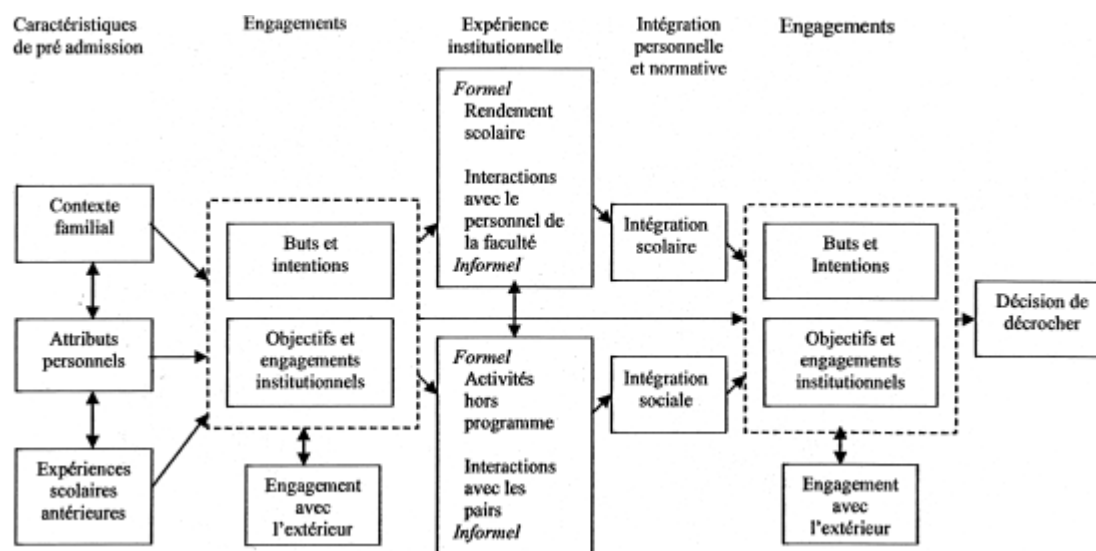 Caractéristiques
de pré admission
Engagements
Expérience
institutionnelle
Intégration
personnelle
et normative
Engagements
Contexte
familial
Attributs
personnels
Expériences
scolaires
antérieures
Buts et
intentions
Objectifs et
engagements
institutionnels
Engagement
avec
l'extérieur
Formel
Rendement
scolaire
Interactions
avec le
personnel de
la faculté
Informel
Formel
Activités
hors
programme
Interactions
avec les
pairs
Informel
Intégration
scolaire
Intégration
sociale
Buts et
Intentions
Objectifs et
engagements
institutionnels
Engagement
avec
l'extérieur
Décision de
décrocher